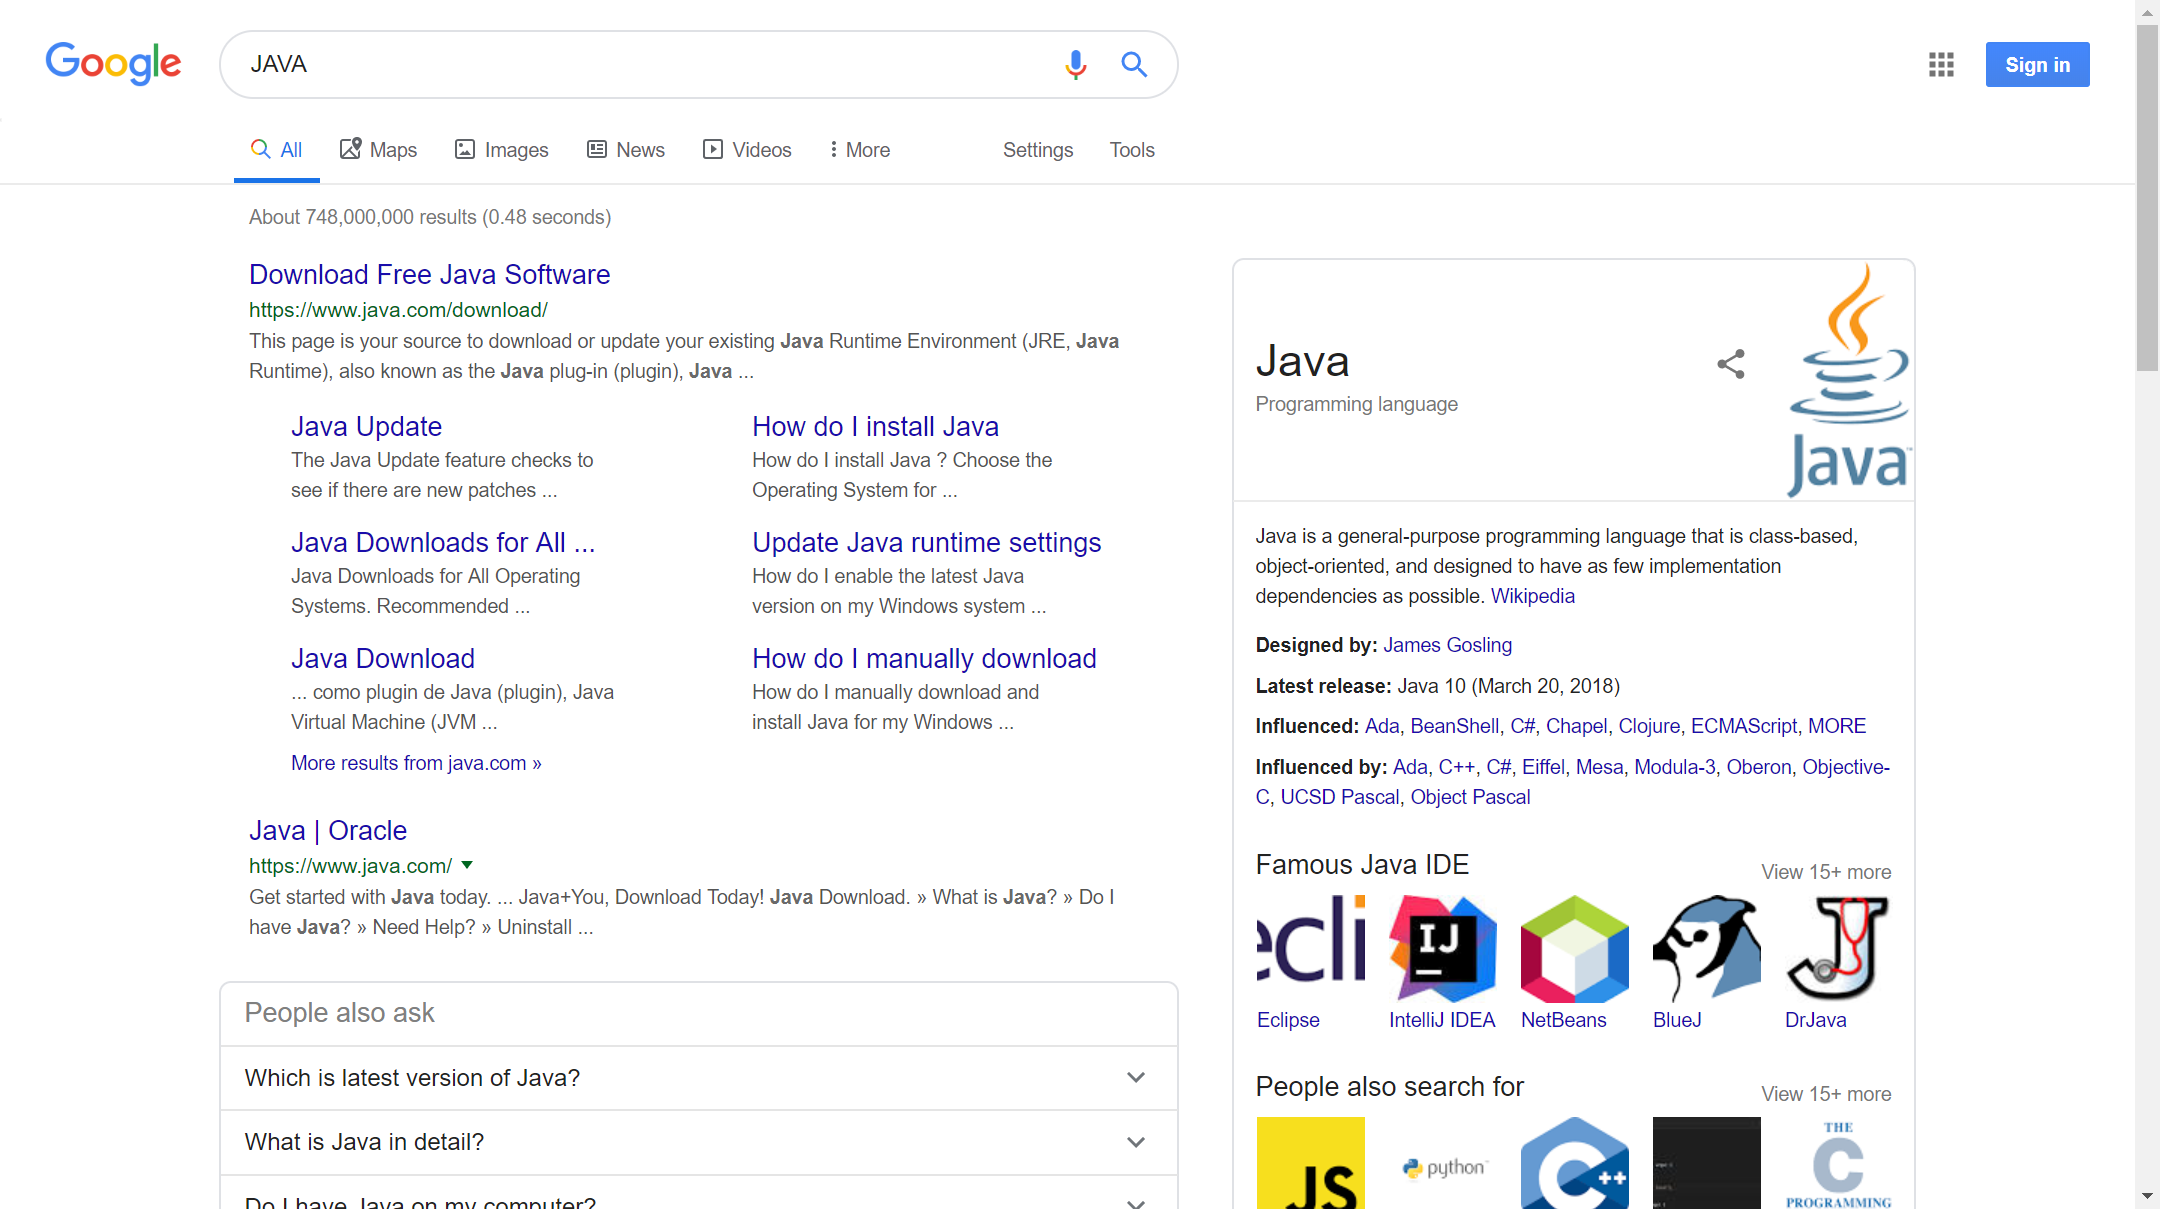 Google
JAVA
Sign in
All
Maps
Images
News
Videos
More
Settings
Tools
About 748,000,000 results (0.48 seconds)
Download Free Java Software
https://www.java.com/download/
This page is your source to download or update your existing Java Runtime Environment (JRE, Java
Runtime), also known as the Java plug-in (plugin), Java ...
Java Update
The Java Update feature checks to
see if there are new patches ...
How do I install Java
How do I install Java ? Choose the
Operating System for ...
Java Downloads for All ...
Java Downloads for All Operating
Systems. Recommended ...
Update Java runtime settings
How do I enable the latest Java
version on my Windows system ...
Java Download
... como plugin de Java (plugin), Java
Virtual Machine (JVM ...
How do I manually download
How do I manually download and
install Java for my Windows ...
More results from java.com »
Java | Oracle
https://www.java.com/
Get started with Java today. ... Java+You, Download Today! Java Download. » What is Java? » Do I
have Java? » Need Help? » Uninstall ...
People also ask
Which is latest version of Java?
What is Java in detail?
Do I have Java on my computer?
Java
Programming language
Java™
Java is a general-purpose programming language that is class-based,
object-oriented, and designed to have as few implementation
dependencies as possible. Wikipedia
Designed by: James Gosling
Latest release: Java 10 (March 20, 2018)
Influenced: Ada, BeanShell, C#, Chapel, Clojure, ECMAScript, MORE
Influenced by: Ada, C++, C#, Eiffel, Mesa, Modula-3, Oberon, Objective-
C, UCSD Pascal, Object Pascal
Famous Java IDE
View 15+ more
ecli
IJ
J
Eclipse
IntelliJ IDEA
NetBeans
BlueJ
DrJava
People also search for
View 15+ more
JS
python™
C++
THE
C
PROGRAMMING